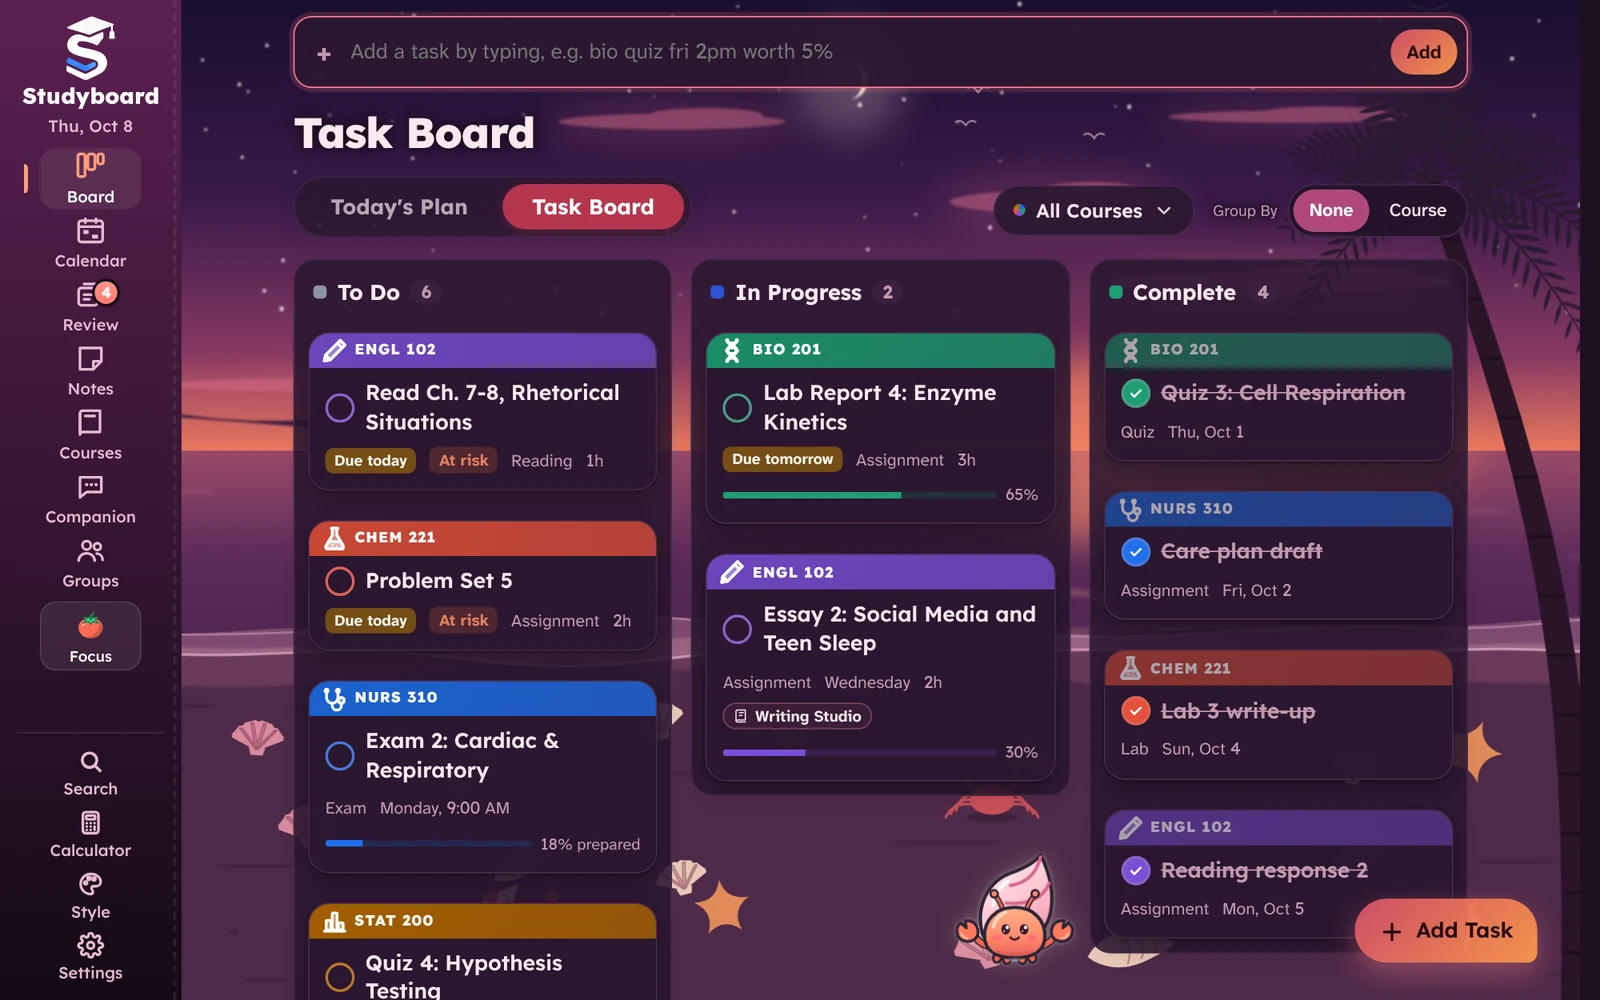 Studyboard
Thu, Oct 8
Board
Calendar
4
Review
Notes
Courses
Companion
Groups
Focus
Search
Calculator
Style
Settings
+ Add a task by typing, e.g. bio quiz fri 2pm worth 5%
Add
Task Board
Today's Plan
Task Board
All Courses
Group By
None
Course
To Do 6
ENGL 102
Read Ch. 7-8, Rhetorical
Situations
Due today At risk Reading 1h
CHEM 221
Problem Set 5
Due today At risk Assignment 2h
NURS 310
Exam 2: Cardiac &
Respiratory
Exam Monday, 9:00 AM
18% prepared
STAT 200
Quiz 4: Hypothesis
Testing
In Progress 2
BIO 201
Lab Report 4: Enzyme
Kinetics
Due tomorrow Assignment 3h
65%
ENGL 102
Essay 2: Social Media and
Teen Sleep
Assignment Wednesday 2h
Writing Studio
30%
Complete 4
BIO 201
Quiz 3: Cell Respiration
Quiz Thu, Oct 1
NURS 310
Care plan draft
Assignment Fri, Oct 2
CHEM 221
Lab 3 write-up
Lab Sun, Oct 4
ENGL 102
Reading response 2
Assignment Mon, Oct 5
+ Add Task